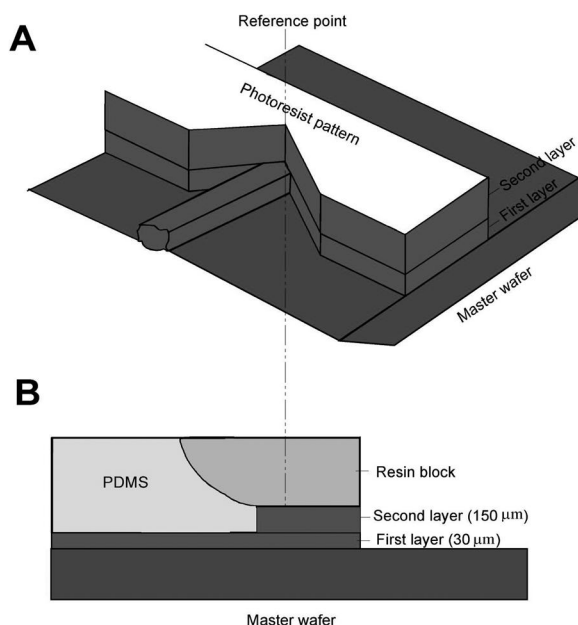 Reference point
A
Photoresist pattern
Second layer
First layer
Master wafer
B
PDMS
Resin block
Second layer (150 μm)
First layer (30 μm)
Master wafer